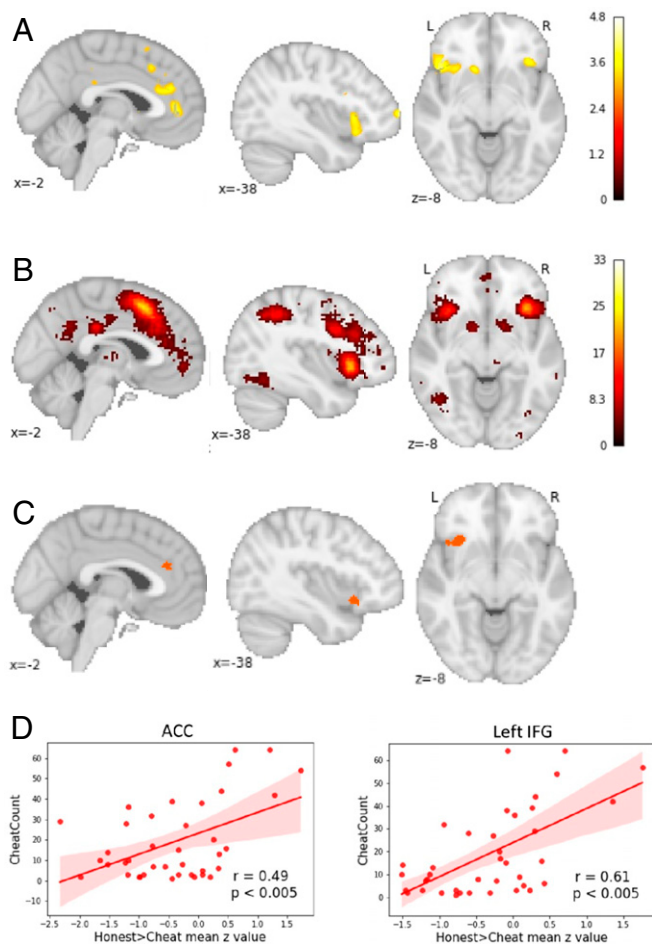 A
L R
4.8
3.6
2.4
1.2
0
x=-2 x=-38 z=-8
B
L R
33
25
17
8.3
0
x=-2 x=-38 z=-8
C
L R
x=-2 x=-38 z=-8
D
ACC
CheatCount
60
50
40
30
20
10
0
-10
r = 0.49
p < 0.005
-2.5 -2.0 -1.5 -1.0 -0.5 0.0 0.5 1.0 1.5
Honest>Cheat mean z value
Left IFG
CheatCount
60
50
40
30
20
10
0
r = 0.61
p < 0.005
-1.5 -1.0 -0.5 0.0 0.5 1.0 1.5
Honest>Cheat mean z value